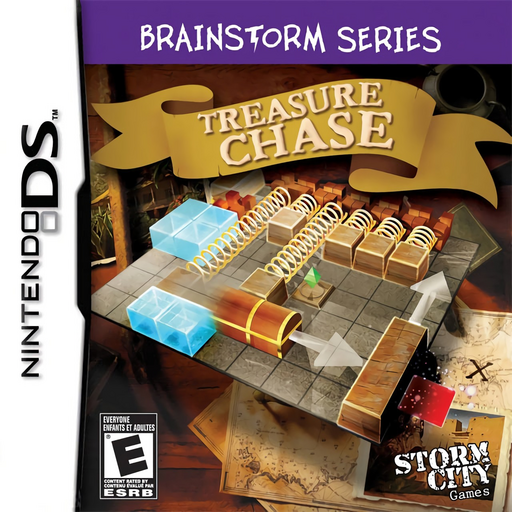 BRAINSTORM SERIES
TREASURE
CHASE
NINTENDO DS™
EVERYONE
ENFANTS ET ADULTES
E
CONTENT RATED BY
CONTENU ÉVALUÉ PAR
ESRB
STORM
CITY
Games